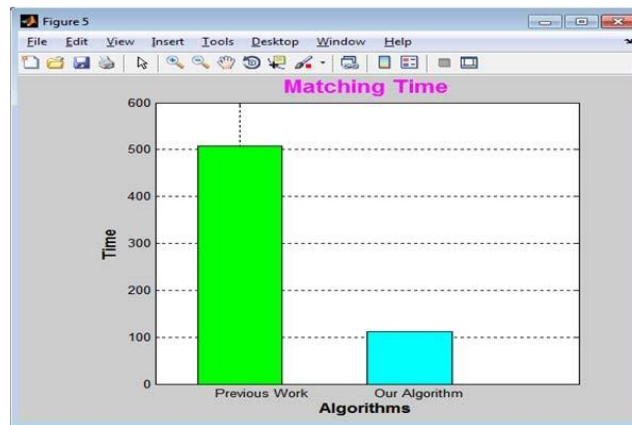 Figure 5
File Edit View Insert Tools Desktop Window Help
Matching Time
600
500
400
300
200
100
0
Time
Previous Work Our Algorithm
Algorithms